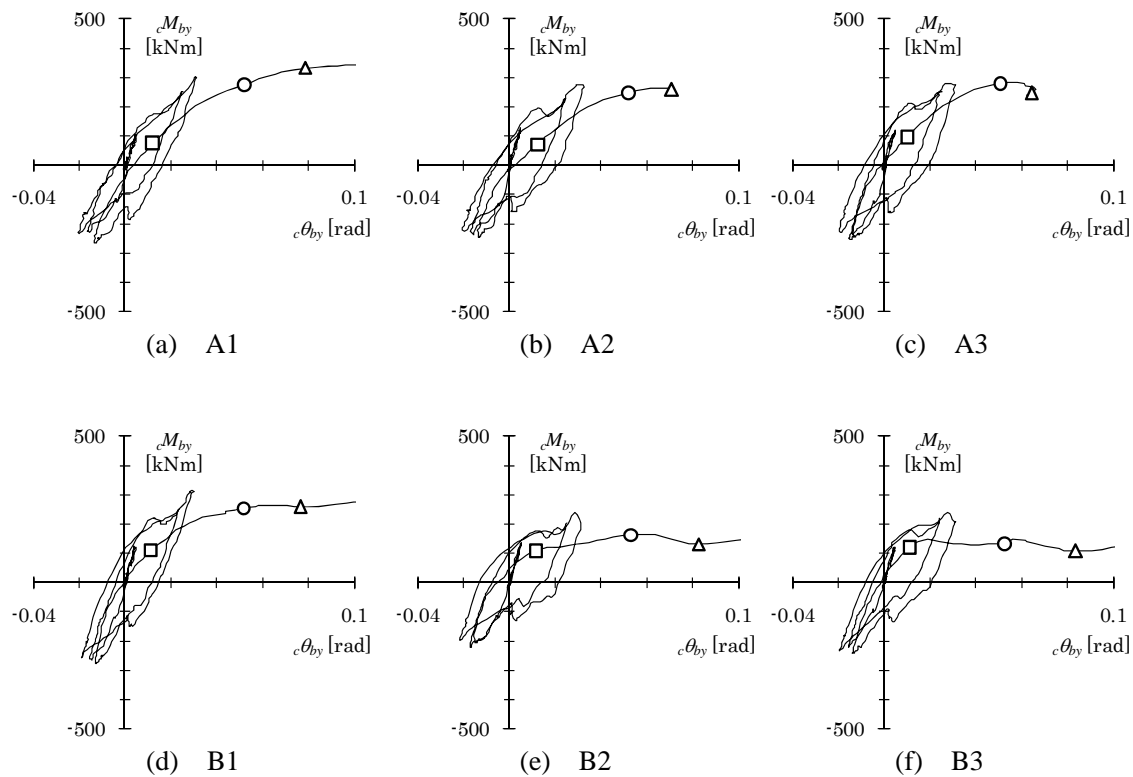 500
cMby
[kNm]
-0.04
0.1
cθby [rad]
-500
(a) A1
500
cMby
[kNm]
-0.04
0.1
cθby [rad]
-500
(b) A2
500
cMby
[kNm]
-0.04
0.1
cθby [rad]
-500
(c) A3
500
cMby
[kNm]
-0.04
0.1
cθby [rad]
-500
(d) B1
500
cMby
[kNm]
-0.04
0.1
cθby [rad]
-500
(e) B2
500
cMby
[kNm]
-0.04
0.1
cθby [rad]
-500
(f) B3